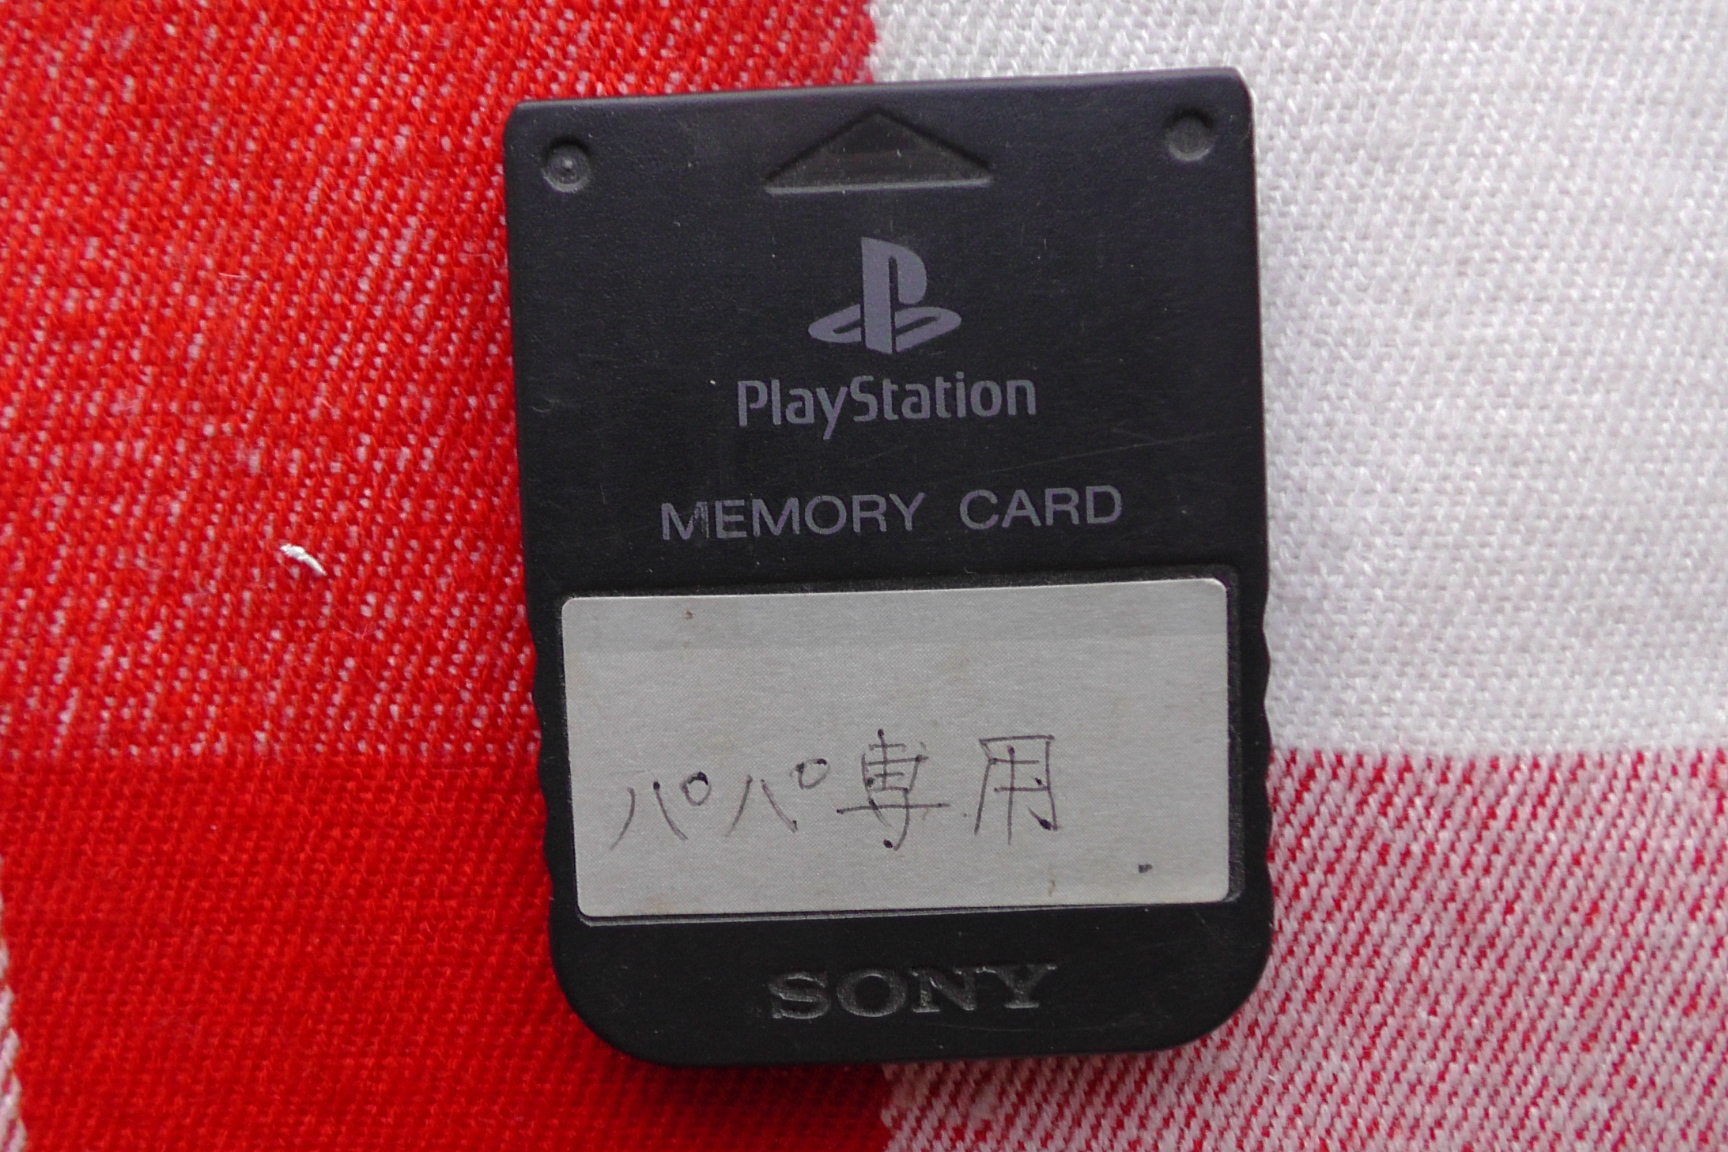 PlayStation
MEMORY CARD
パパ専用
SONY